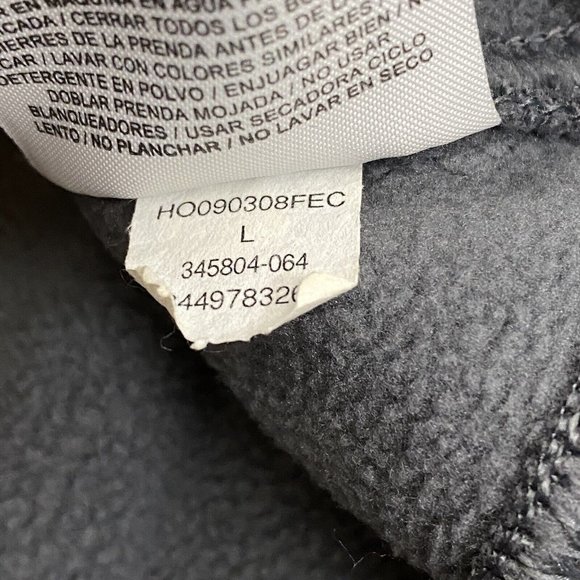 EN MAQUINA EN AGUA
CADA / CERRAR TODOS LOS
IERRES DE LA PRENDA ANTES DE
CAR / LAVAR CON COLORES SIMILARES /
DETERGENTE EN POLVO / ENJUAGAR BIEN /
DOBLAR PRENDA MOJADA / NO USAR
BLANQUEADORES / USAR SECADORA CICLO
LENTO / NO PLANCHAR / NO LAVAR EN SECO
HO090308FEC
L
345804-064
4497832